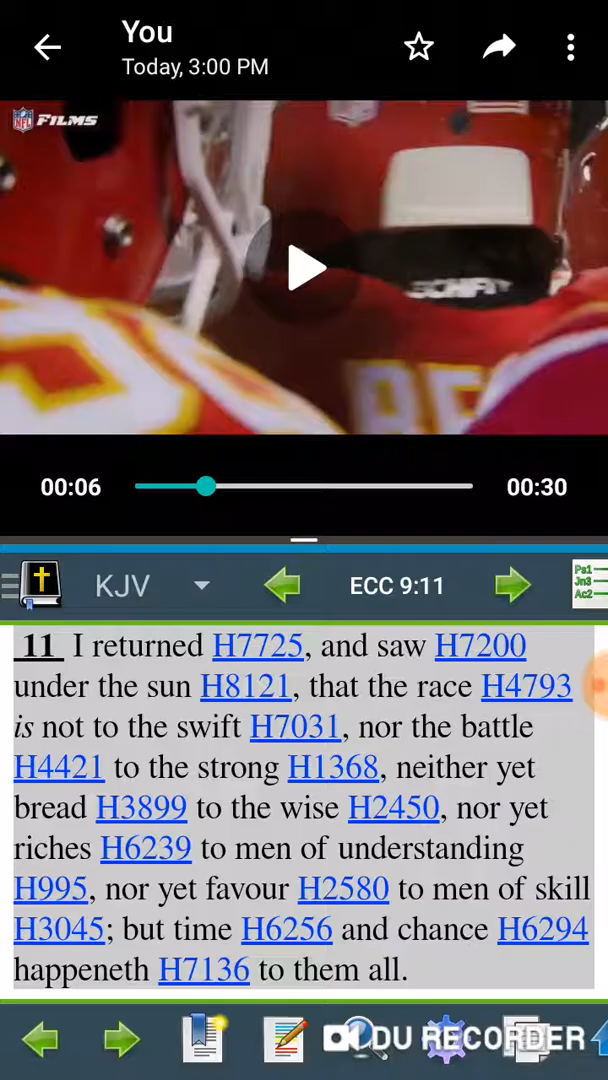 You
Today, 3:00 PM
NFL FILMS
00:06
00:30
KJV
ECC 9:11
Ps1
Jn3
Ac2
11 I returned H7725, and saw H7200
under the sun H8121, that the race H4793
is not to the swift H7031, nor the battle
H4421 to the strong H1368, neither yet
bread H3899 to the wise H2450, nor yet
riches H6239 to men of understanding
H995, nor yet favour H2580 to men of skill
H3045; but time H6256 and chance H6294
happeneth H7136 to them all.
DU RECORDER